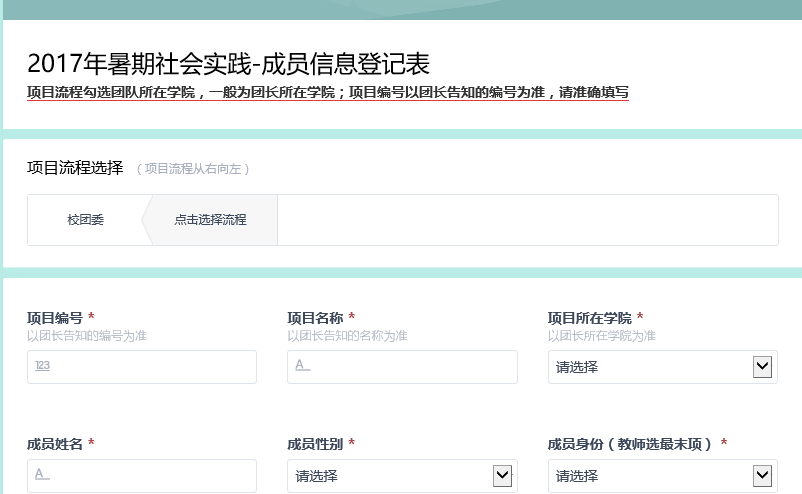 2017年暑期社会实践-成员信息登记表
项目流程勾选团队所在学院，一般为团长所在学院；项目编号以团长告知的编号为准，请准确填写
项目流程选择 （项目流程从右向左）
校团委 点击选择流程
项目编号 * 项目名称 * 项目所在学院 *
以团长告知的编号为准 以团长告知的名称为准 以团长所在学院为准
123 A 请选择
成员姓名 * 成员性别 * 成员身份（教师选最末项） *
A 请选择 请选择